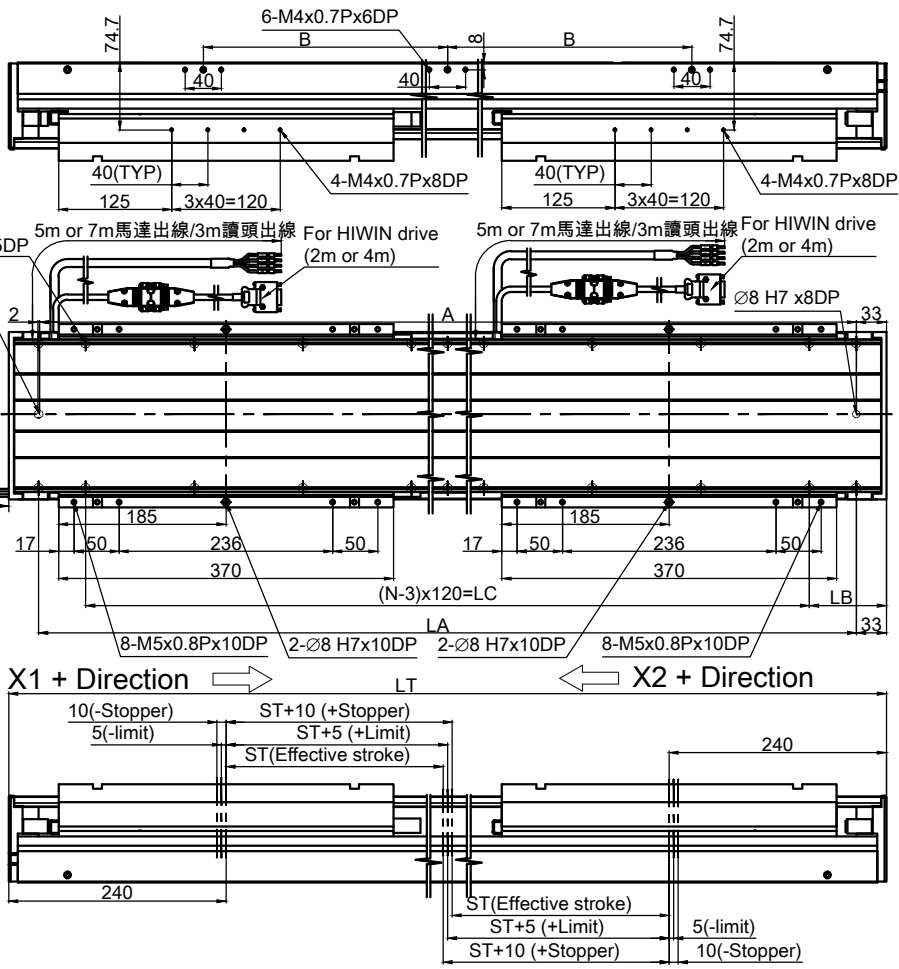 6-M4x0.7Px6DP
74.7
B
B
8
74.7
40
40
40
40(TYP)
4-M4x0.7Px8DP
40(TYP)
4-M4x0.7Px8DP
125
3x40=120
125
3x40=120
5m or 7m馬達出線/3m讀頭出線
For HIWIN drive
(2m or 4m)
5m or 7m馬達出線/3m讀頭出線
For HIWIN drive
(2m or 4m)
DP
∅8 H7 x8DP
2
A
33
185
185
17
50
236
50
17
50
236
50
370
370
(N-3)x120=LC
LB
LA
33
8-M5x0.8Px10DP
2-∅8 H7x10DP
2-∅8 H7x10DP
8-M5x0.8Px10DP
X1 + Direction
LT
X2 + Direction
10(-Stopper)
ST+10 (+Stopper)
5(-limit)
ST+5 (+Limit)
240
ST(Effective stroke)
240
ST(Effective stroke)
ST+5 (+Limit)
5(-limit)
ST+10 (+Stopper)
10(-Stopper)